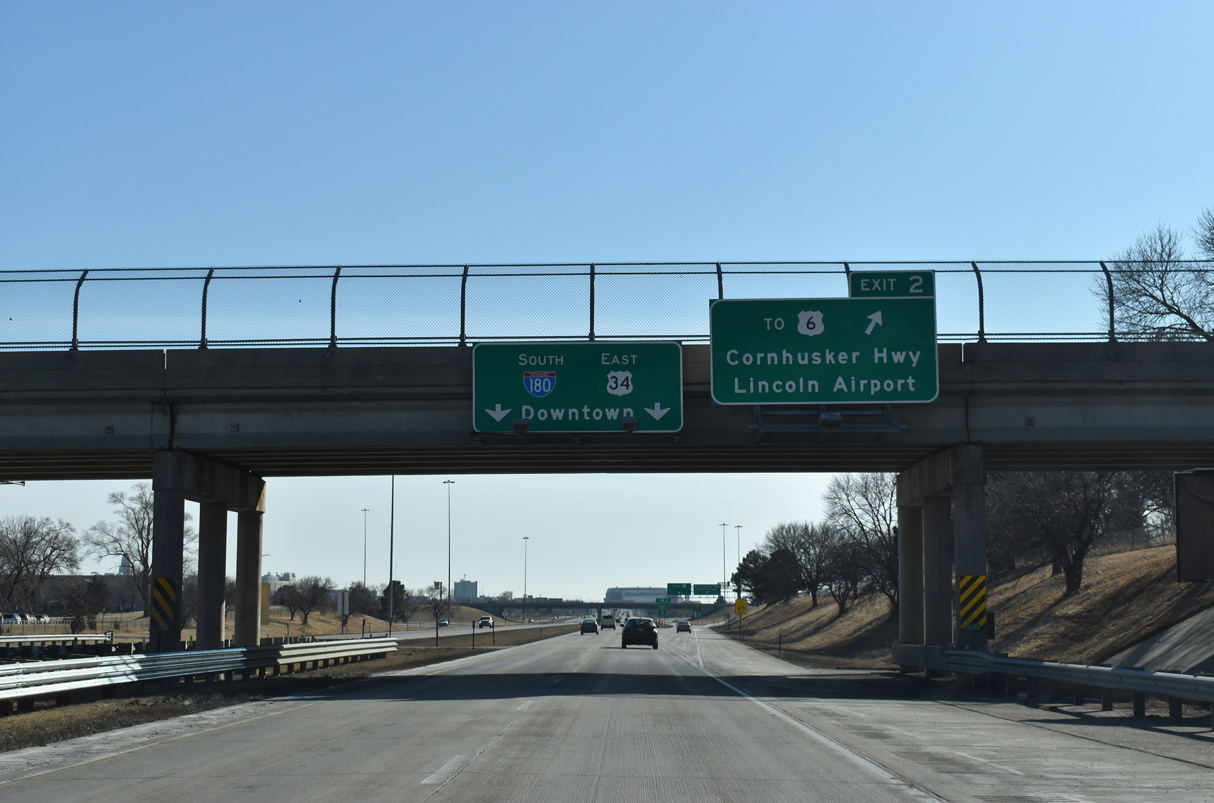 SOUTH EAST
180 34
Downtown
EXIT 2
TO 6
Cornhusker Hwy
Lincoln Airport